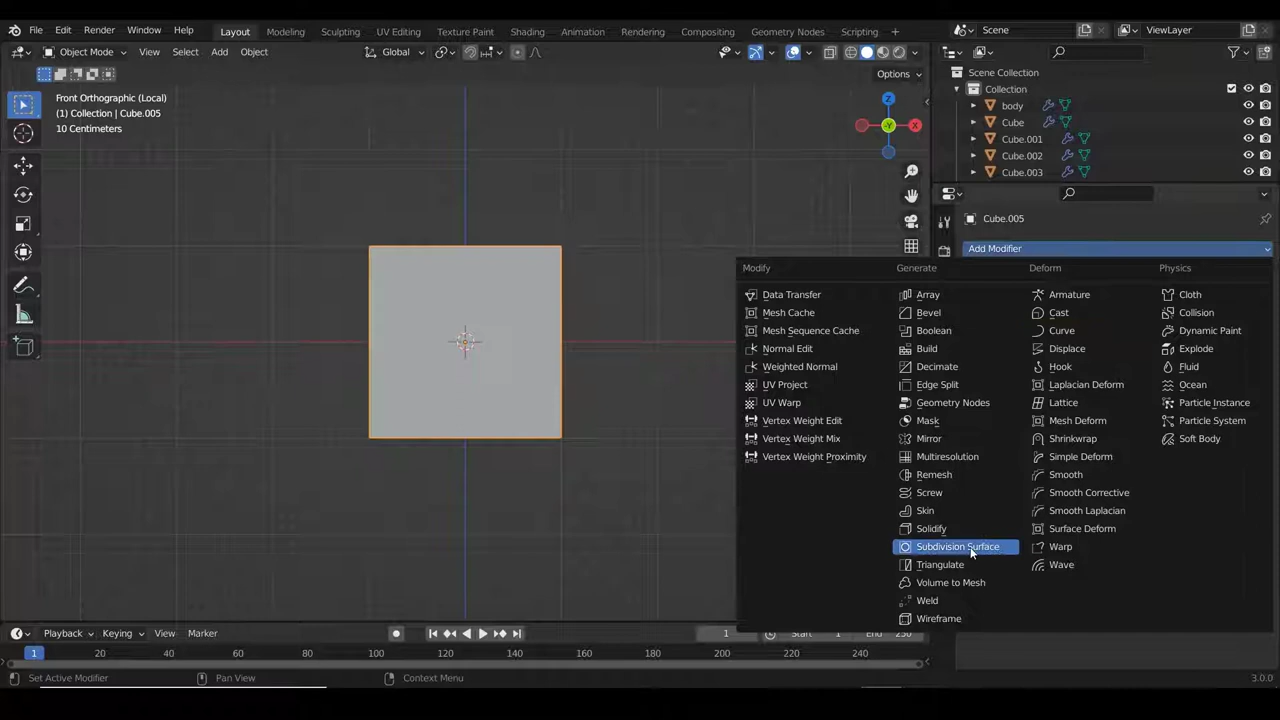 File Edit Render Window Help Layout Modeling Sculpting UV Editing Texture Paint Shading Animation Rendering Compositing Geometry Nodes Scripting + Scene ViewLayer
Object Mode View Select Add Object Global
Options
Front Orthographic (Local)
(1) Collection | Cube.005
10 Centimeters
Z
X
-Y
Scene Collection
Collection
body
Cube
Cube.001
Cube.002
Cube.003
Cube.005
Add Modifier
Modify
Data Transfer
Mesh Cache
Mesh Sequence Cache
Normal Edit
Weighted Normal
UV Project
UV Warp
Vertex Weight Edit
Vertex Weight Mix
Vertex Weight Proximity
Generate
Array
Bevel
Boolean
Build
Decimate
Edge Split
Geometry Nodes
Mask
Mirror
Multiresolution
Remesh
Screw
Skin
Solidify
Subdivision Surface
Triangulate
Volume to Mesh
Weld
Wireframe
Deform
Armature
Cast
Curve
Displace
Hook
Laplacian Deform
Lattice
Mesh Deform
Shrinkwrap
Simple Deform
Smooth
Smooth Corrective
Smooth Laplacian
Surface Deform
Warp
Wave
Physics
Cloth
Collision
Dynamic Paint
Explode
Fluid
Ocean
Particle Instance
Particle System
Soft Body
Playback Keying View Marker 1 Start 1 End 250
1 20 40 60 80 100 120 140 160 180 200 220 240
Set Active Modifier Pan View Context Menu 3.0.0